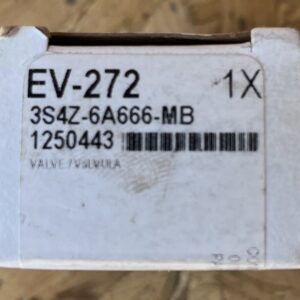 EV-272 1X
3S4Z-6A666-MB
1250443
VALVE/VALVULA